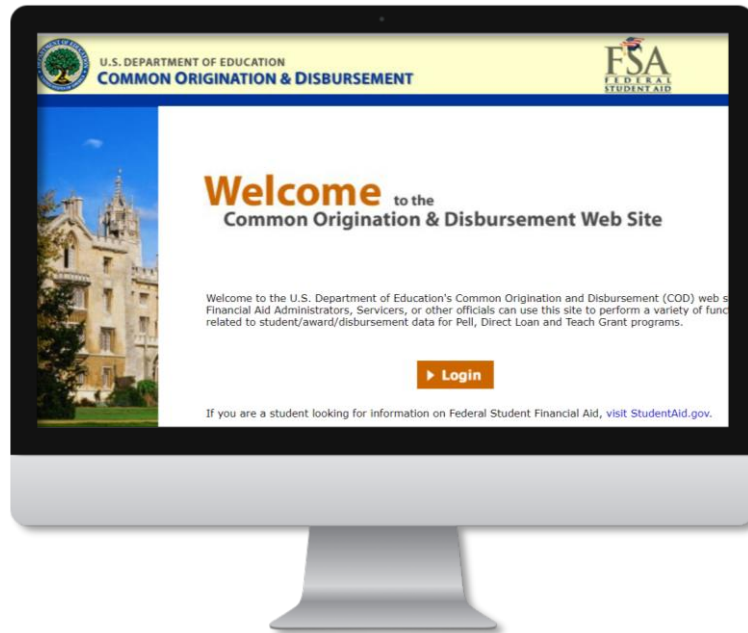 U.S. DEPARTMENT OF EDUCATION
COMMON ORIGINATION & DISBURSEMENT
FSA
FEDERAL
STUDENT AID
Welcome to the
Common Origination & Disbursement Web Site
Welcome to the U.S. Department of Education's Common Origination and Disbursement (COD) web s
Financial Aid Administrators, Servicers, or other officials can use this site to perform a variety of func
related to student/award/disbursement data for Pell, Direct Loan and Teach Grant programs.
Login
If you are a student looking for information on Federal Student Financial Aid, visit StudentAid.gov.